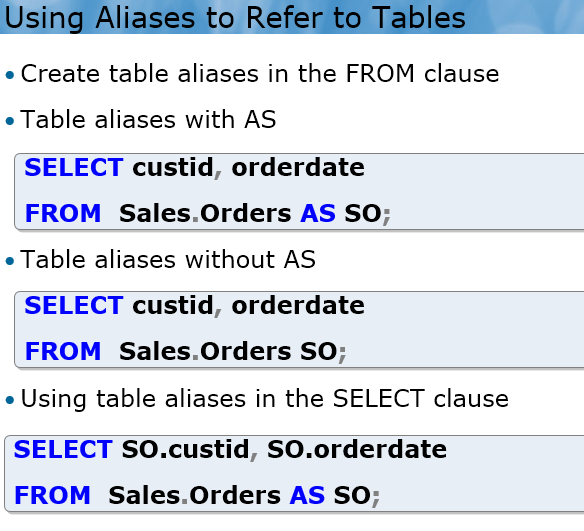 Using Aliases to Refer to Tables
• Create table aliases in the FROM clause
• Table aliases with AS
SELECT custid, orderdate
FROM  Sales.Orders AS SO;
• Table aliases without AS
SELECT custid, orderdate
FROM  Sales.Orders SO;
• Using table aliases in the SELECT clause
SELECT SO.custid, SO.orderdate
FROM  Sales.Orders AS SO;